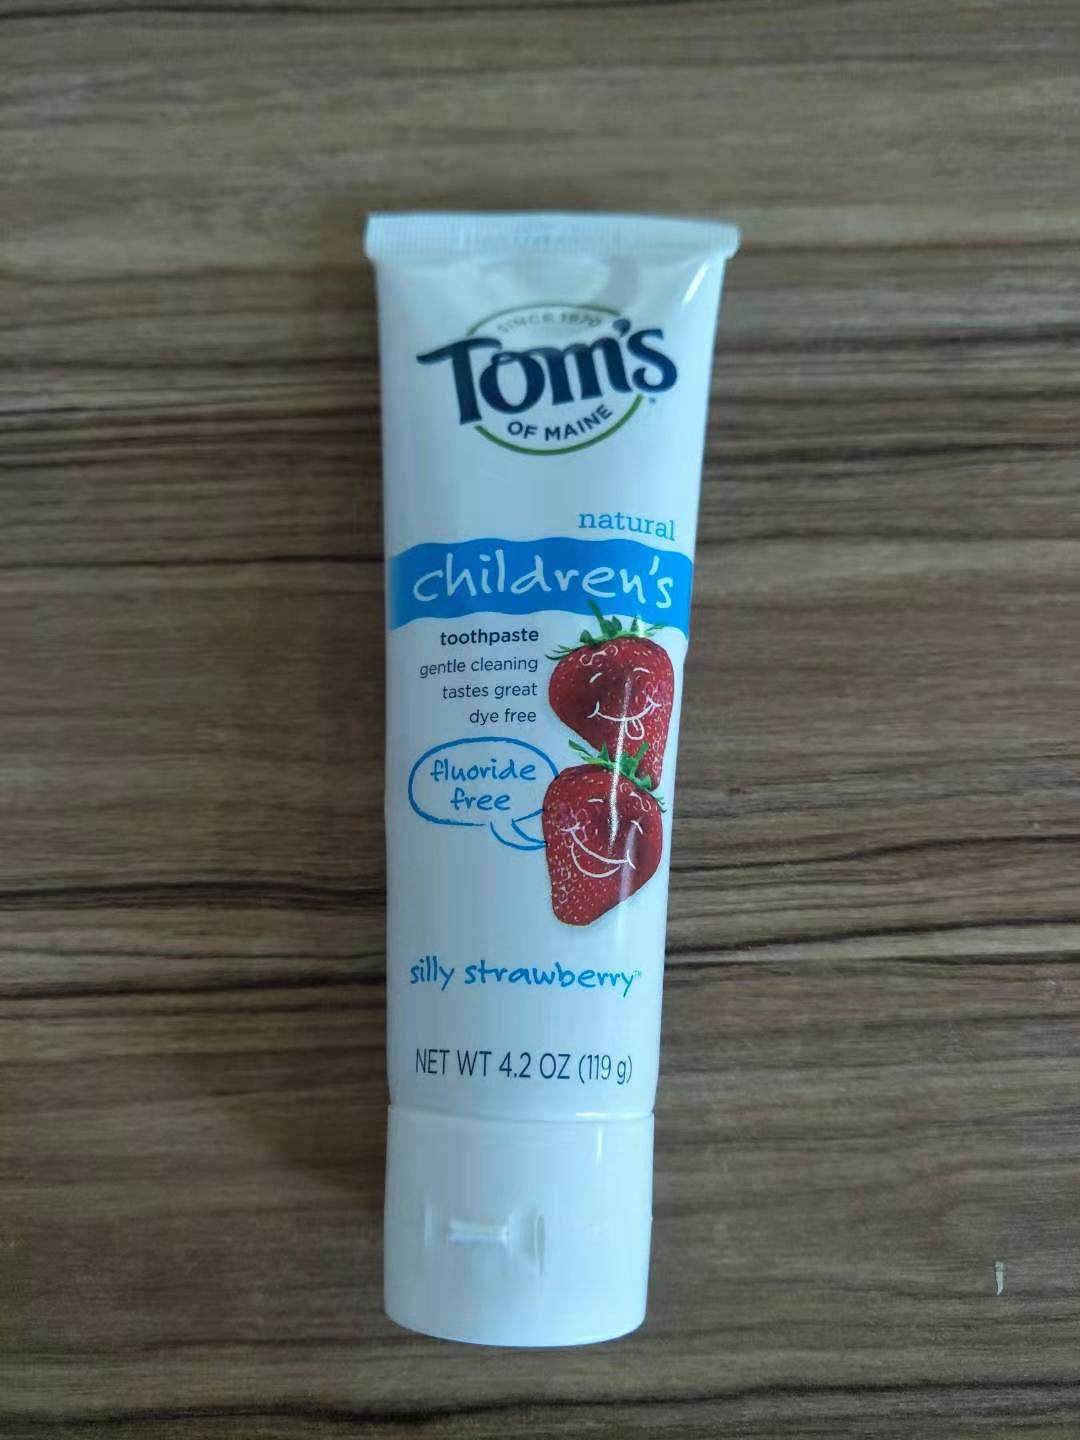 SINCE 1970
Tom's
OF MAINE
natural
children's
toothpaste
gentle cleaning
tastes great
dye free
fluoride
free
silly strawberry™
NET WT 4.2 OZ (119 g)